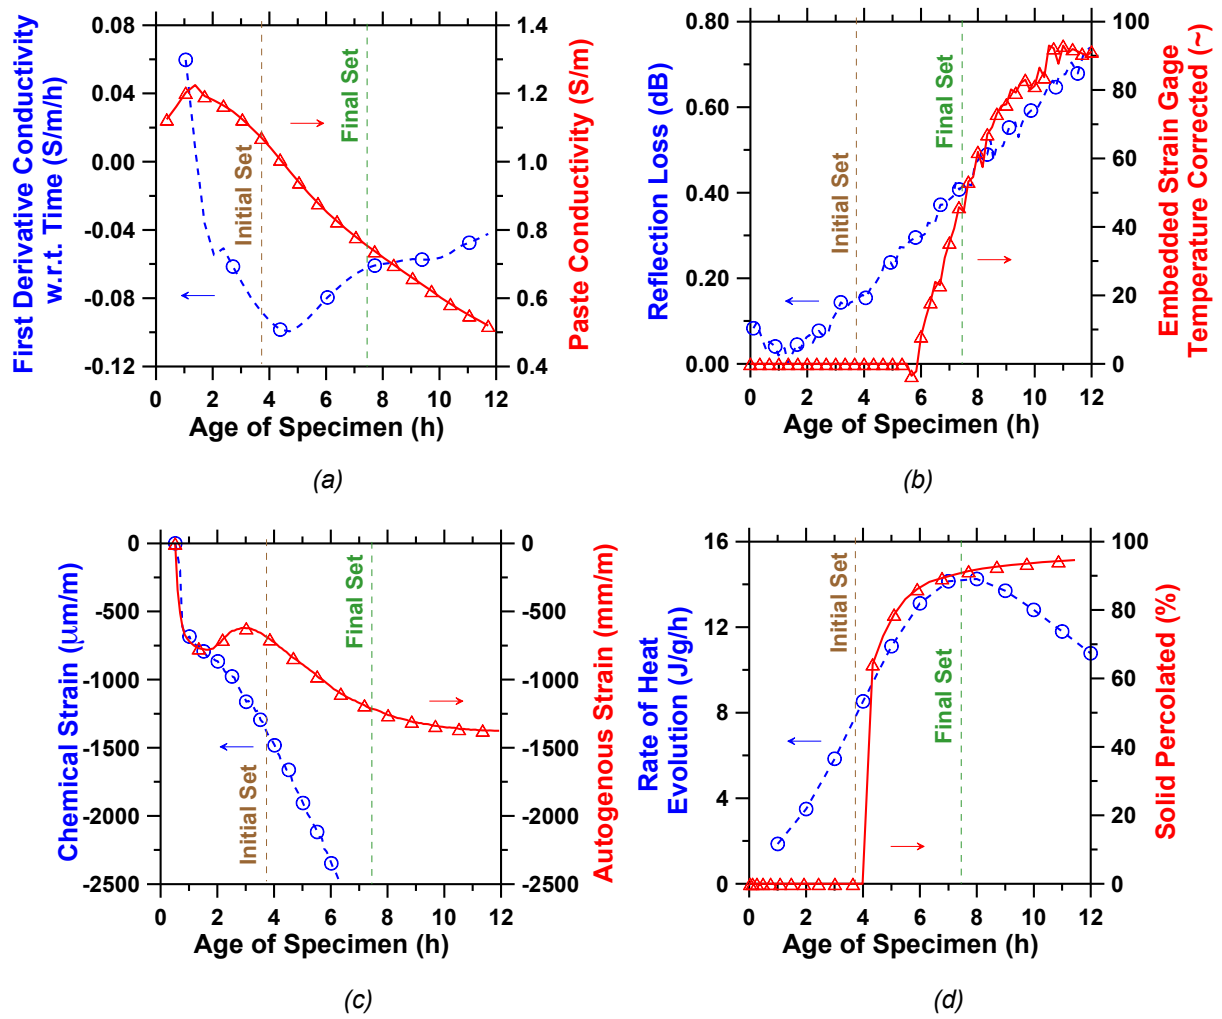 First Derivative Conductivity
w.r.t. Time (S/m/h)
0.08
0.04
0.00
-0.04
-0.08
-0.12
Initial Set
Final Set
1.4
1.2
1.0
0.8
0.6
0.4
Paste Conductivity (S/m)
0 2 4 6 8 10 12
Age of Specimen (h)
(a)
Reflection Loss (dB)
0.80
0.60
0.40
0.20
0.00
Initial Set
Final Set
100
80
60
40
20
0
Embedded Strain Gage
Temperature Corrected (~)
0 2 4 6 8 10 12
Age of Specimen (h)
(b)
Chemical Strain (μm/m)
0
-500
-1000
-1500
-2000
-2500
Initial Set
Final Set
0
-500
-1000
-1500
-2000
-2500
Autogenous Strain (mm/m)
0 2 4 6 8 10 12
Age of Specimen (h)
(c)
Rate of Heat
Evolution (J/g/h)
16
12
8
4
0
Initial Set
Final Set
100
80
60
40
20
0
Solid Percolated (%)
0 2 4 6 8 10 12
Age of Specimen (h)
(d)